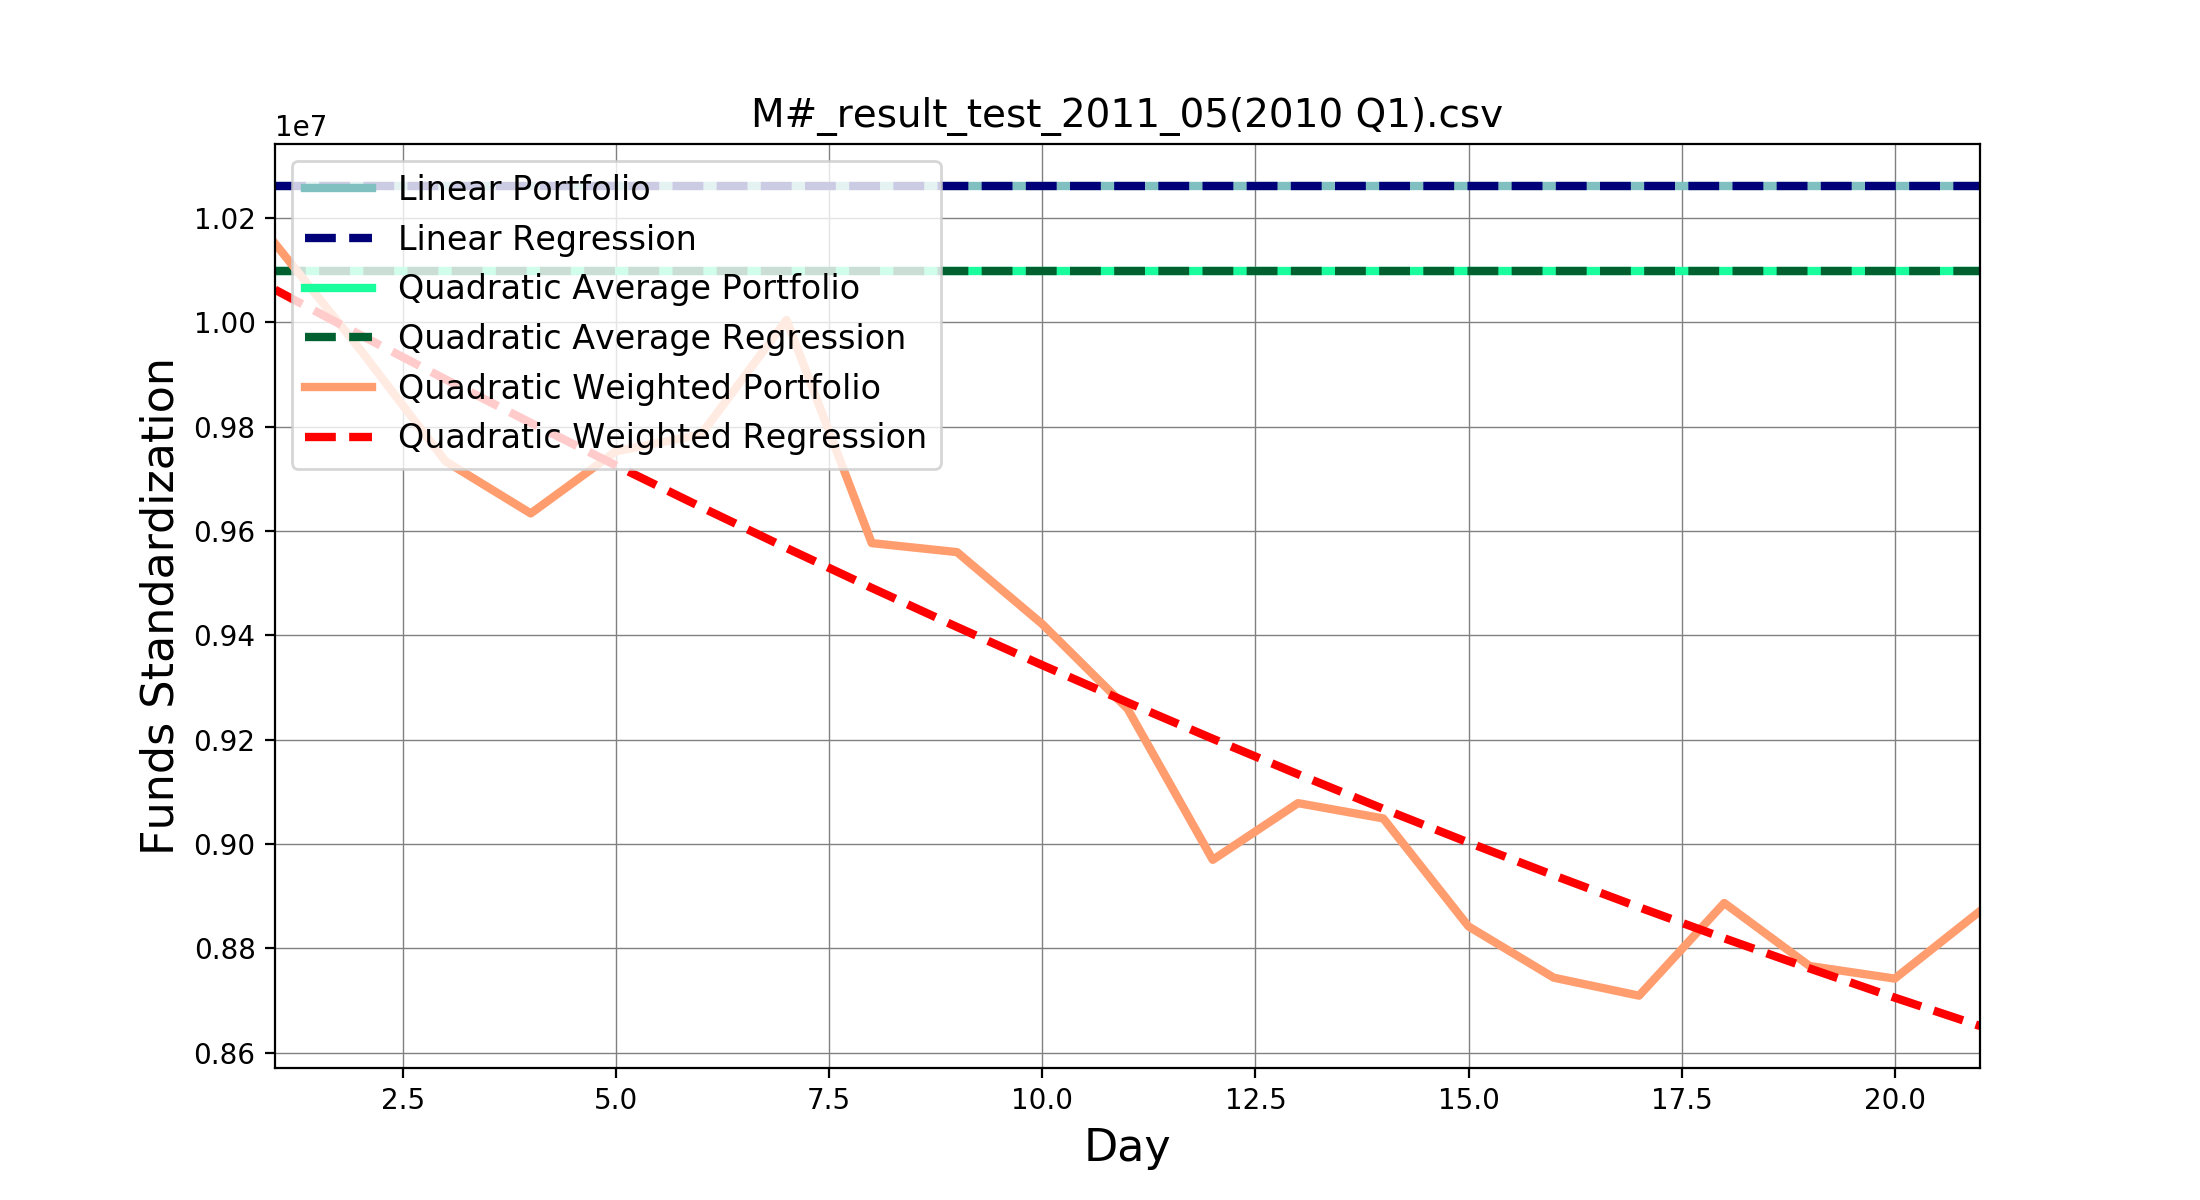 M#_result_test_2011_05(2010 Q1).csv
1e7
Linear Portfolio
Linear Regression
Quadratic Average Portfolio
Quadratic Average Regression
Quadratic Weighted Portfolio
Quadratic Weighted Regression
1.02
1.00
0.98
0.96
0.94
0.92
0.90
0.88
0.86
Funds Standardization
2.5 5.0 7.5 10.0 12.5 15.0 17.5 20.0
Day